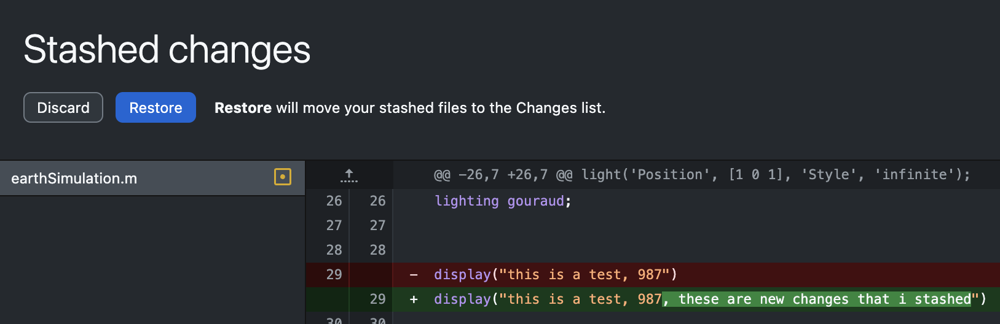 Stashed changes
Discard Restore Restore will move your stashed files to the Changes list.
earthSimulation.m
@@ -26,7 +26,7 @@ light('Position', [1 0 1], 'Style', 'infinite');
26 26 lighting gouraud;
27 27
28 28
29 - display("this is a test, 987")
29 + display("this is a test, 987, these are new changes that i stashed")
30 30